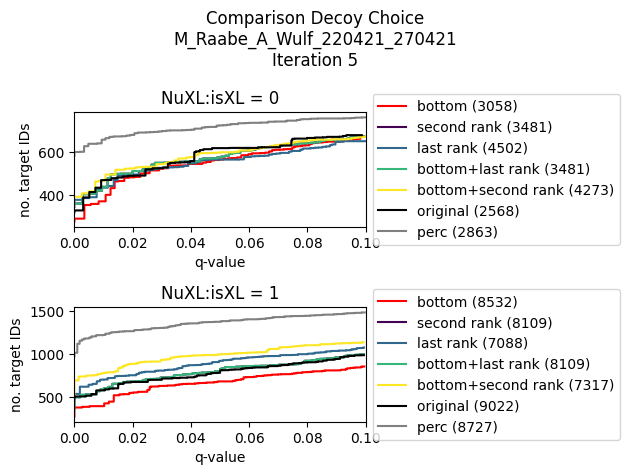 Comparison Decoy Choice
M_Raabe_A_Wulf_220421_270421
Iteration 5
NuXL:isXL = 0
no. target IDs
600
400
0.00 0.02 0.04 0.06 0.08 0.10
q-value
bottom (3058)
second rank (3481)
last rank (4502)
bottom+last rank (3481)
bottom+second rank (4273)
original (2568)
perc (2863)
NuXL:isXL = 1
no. target IDs
1500
1000
500
0.00 0.02 0.04 0.06 0.08 0.10
q-value
bottom (8532)
second rank (8109)
last rank (7088)
bottom+last rank (8109)
bottom+second rank (7317)
original (9022)
perc (8727)